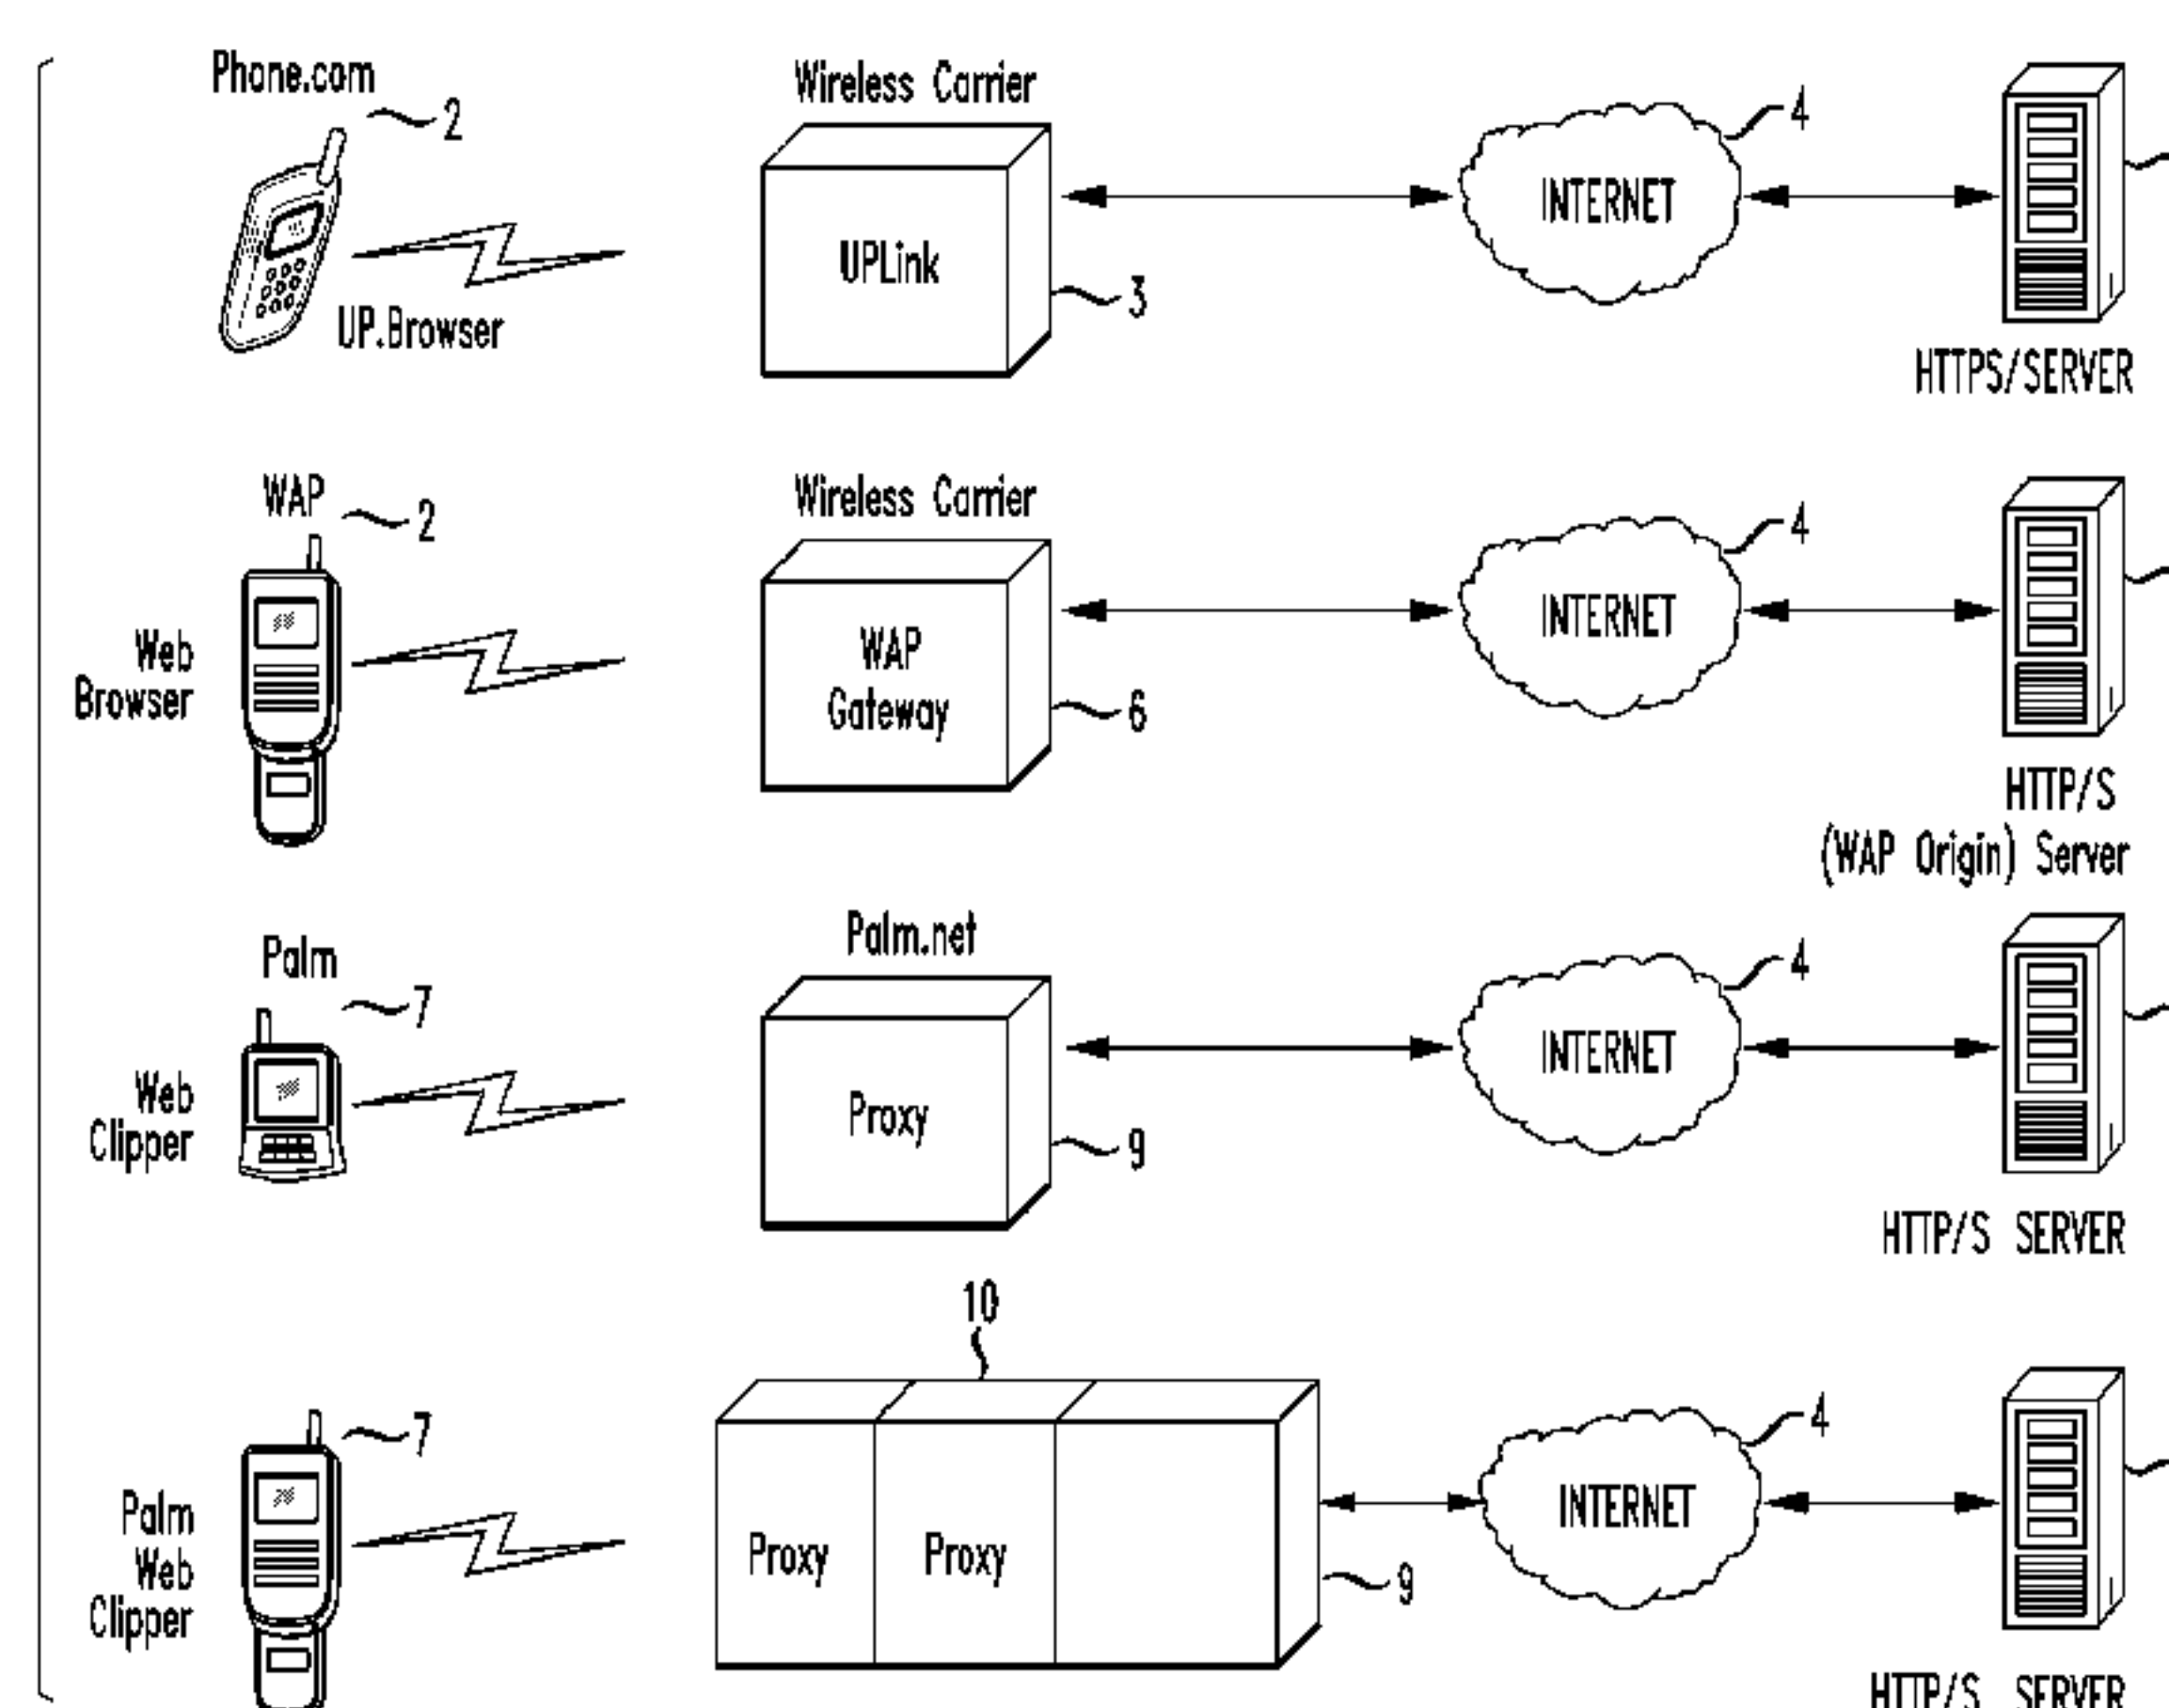 Phone.com
2
Wireless Carrier
4
UPLink
INTERNET
3
UP.Browser
HTTPS/SERVER
WAP
2
Wireless Carrier
4
Web
Browser
WAP
Gateway
INTERNET
6
HTTP/S
(WAP Origin) Server
Palm
7
Palm.net
4
Web
Clipper
Proxy
INTERNET
9
HTTP/S SERVER
10
7
4
Palm
Web
Clipper
Proxy
Proxy
INTERNET
9
HTTP/S SERVER